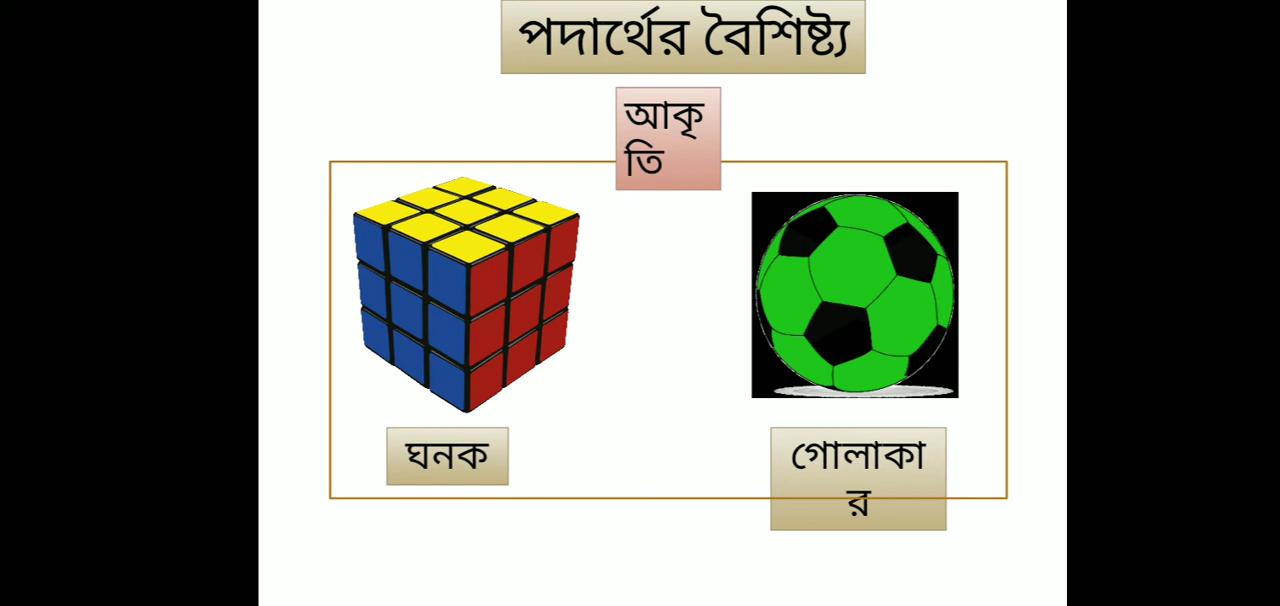 পদার্থের বৈশিষ্ট্য
আকৃ
তি
ঘনক
গোলাকা
র